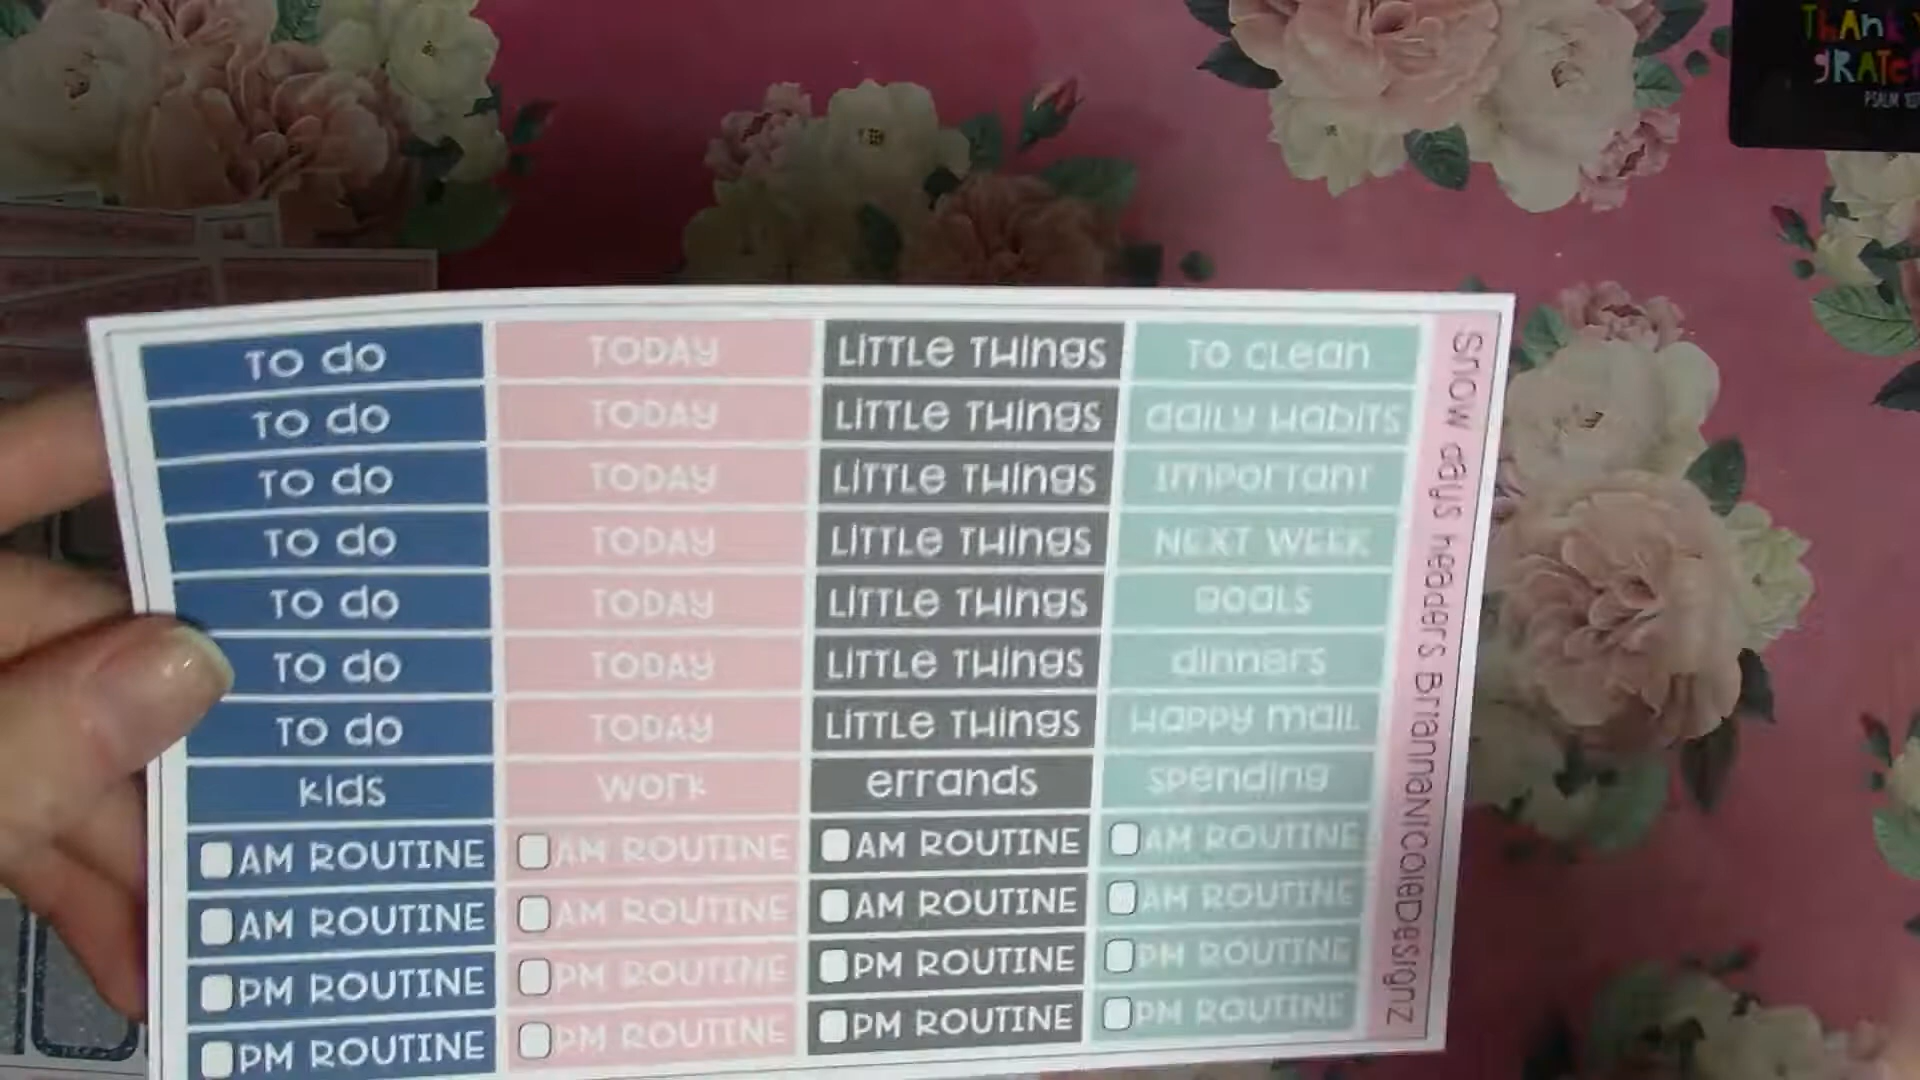 THANK
GRATEF
PSALM 107
TO do
TODAY
LITTLE THINGS
TO CLEAN
TO do
TODAY
LITTLE THINGS
daily Habits
TO do
TODAY
LITTLE THINGS
IMPORTANT
TO do
TODAY
LITTLE THINGS
NEXT WEEK
TO do
TODAY
LITTLE THINGS
goals
TO do
TODAY
LITTLE THINGS
dinners
TO do
TODAY
LITTLE THINGS
Happy mail
kids
work
errands
spending
AM ROUTINE
AM ROUTINE
AM ROUTINE
AM ROUTINE
AM ROUTINE
AM ROUTINE
AM ROUTINE
AM ROUTINE
PM ROUTINE
PM ROUTINE
PM ROUTINE
PM ROUTINE
PM ROUTINE
PM ROUTINE
PM ROUTINE
PM ROUTINE
Snow days headers BriannaNicoleDesignz